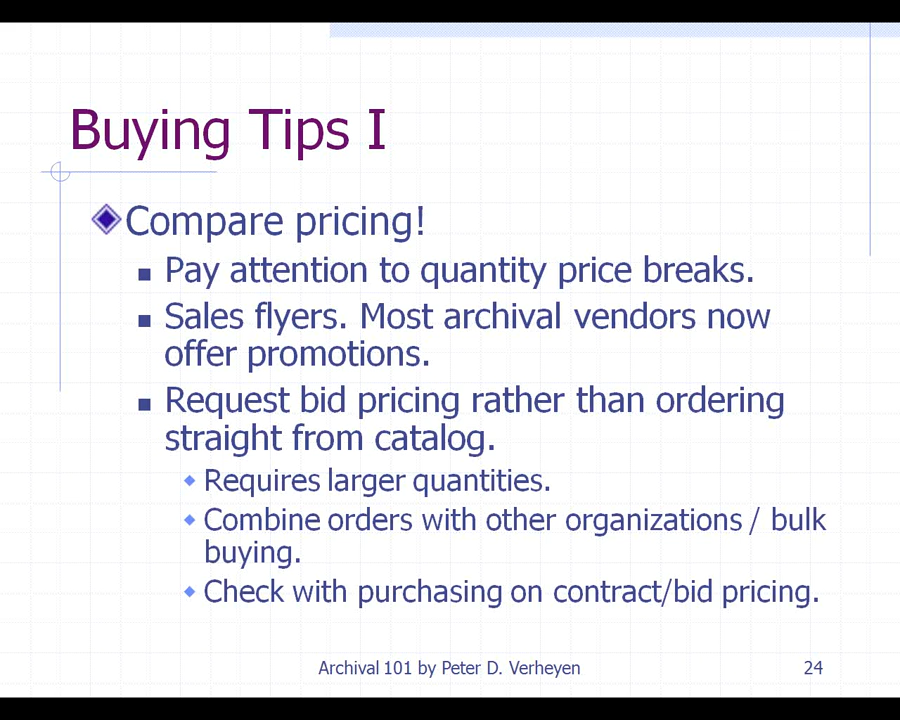 Buying Tips I
Compare pricing!
Pay attention to quantity price breaks.
Sales flyers. Most archival vendors now
offer promotions.
Request bid pricing rather than ordering
straight from catalog.
Requires larger quantities.
Combine orders with other organizations / bulk
buying.
Check with purchasing on contract/bid pricing.
Archival 101 by Peter D. Verheyen
24